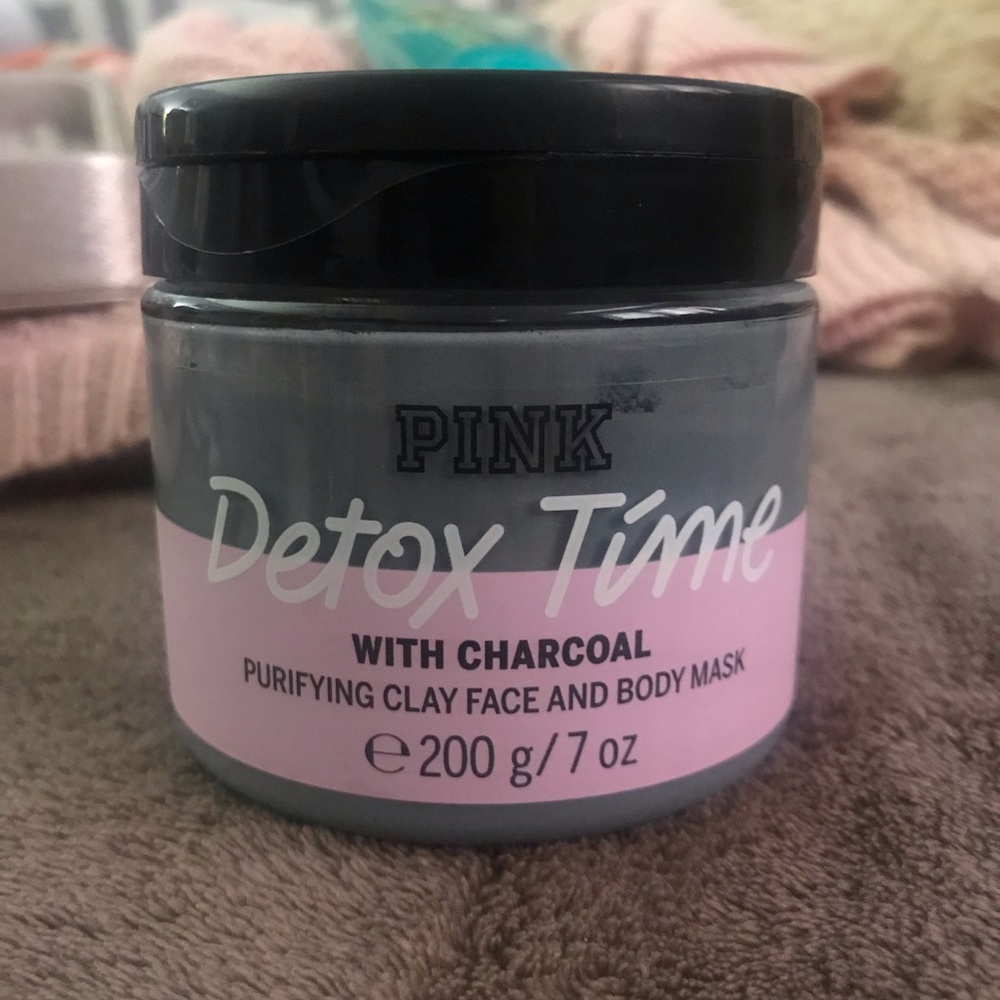 PINK
Detox Time
WITH CHARCOAL
PURIFYING CLAY FACE AND BODY MASK
℮ 200 g/ 7 oz